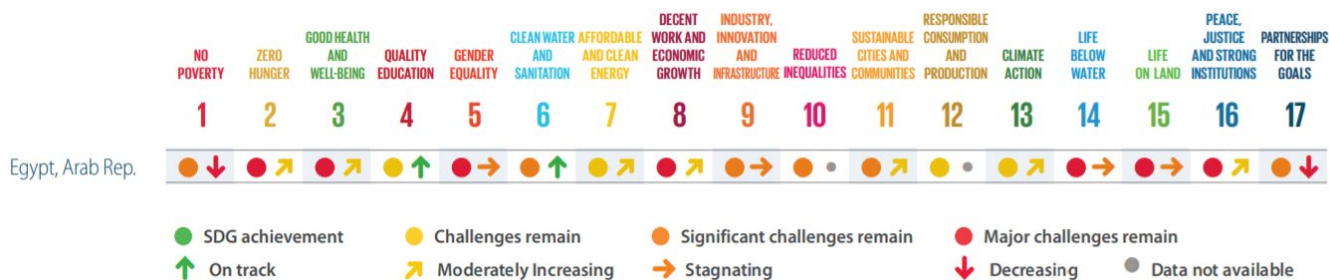 NO
POVERTY
ZERO
HUNGER
GOOD HEALTH
AND
WELL-BEING
QUALITY
EDUCATION
GENDER
EQUALITY
CLEAN WATER
AND
SANITATION
AFFORDABLE
AND CLEAN
ENERGY
DECENT
WORK AND
ECONOMIC
GROWTH
INDUSTRY,
INNOVATION
AND
INFRASTRUCTURE
REDUCED
INEQUALITIES
SUSTAINABLE
CITIES AND
COMMUNITIES
RESPONSIBLE
CONSUMPTION
AND
PRODUCTION
CLIMATE
ACTION
LIFE
BELOW
WATER
LIFE
ON LAND
PEACE,
JUSTICE
AND STRONG
INSTITUTIONS
PARTNERSHIPS
FOR THE
GOALS
1 2 3 4 5 6 7 8 9 10 11 12 13 14 15 16 17
Egypt, Arab Rep.
SDG achievement Challenges remain Significant challenges remain Major challenges remain
On track Moderately Increasing Stagnating Decreasing Data not available